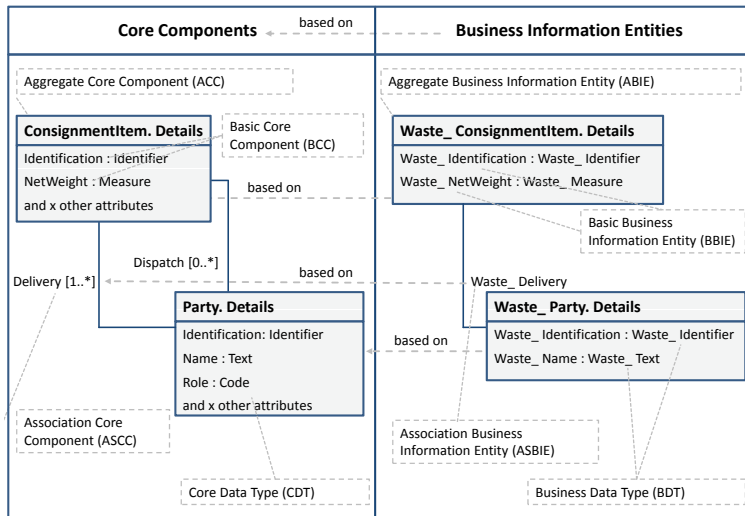 Core Components
based on
Business Information Entities
Aggregate Core Component (ACC)
Aggregate Business Information Entity (ABIE)
ConsignmentItem. Details
Identification : Identifier
NetWeight : Measure
and x other attributes
Basic Core
Component (BCC)
based on
Waste_ ConsignmentItem. Details
Waste_ Identification : Waste_ Identifier
Waste_ NetWeight : Waste_ Measure
Basic Business
Information Entity (BBIE)
Dispatch [0..*]
Delivery [1..*]
based on
Waste_ Delivery
Party. Details
Identification: Identifier
Name : Text
Role : Code
and x other attributes
based on
Waste_ Party. Details
Waste_ Identification : Waste_ Identifier
Waste_ Name : Waste_ Text
Association Core
Component (ASCC)
Association Business
Information Entity (ASBIE)
Core Data Type (CDT)
Business Data Type (BDT)